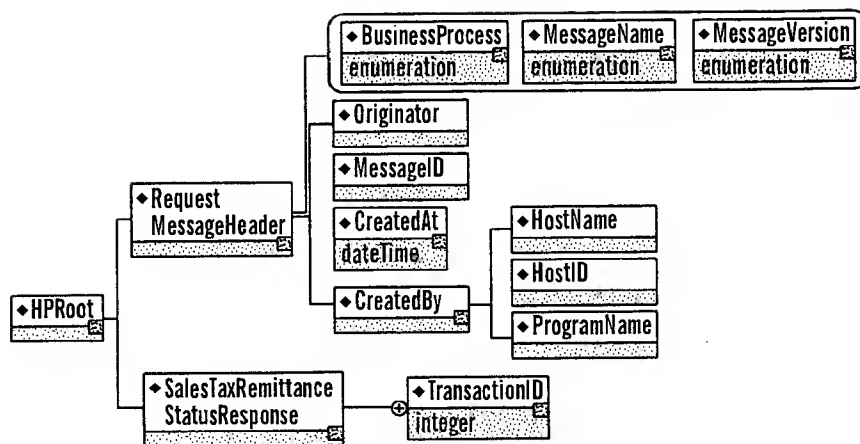 ◆BusinessProcess
enumeration
◆MessageName
enumeration
◆MessageVersion
enumeration
◆Originator
◆MessageID
◆Request
MessageHeader
◆CreatedAt
dateTime
◆HostName
◆HostID
◆HPRoot
◆CreatedBy
◆ProgramName
◆SalesTaxRemittance
StatusResponse
◆TransactionID
integer